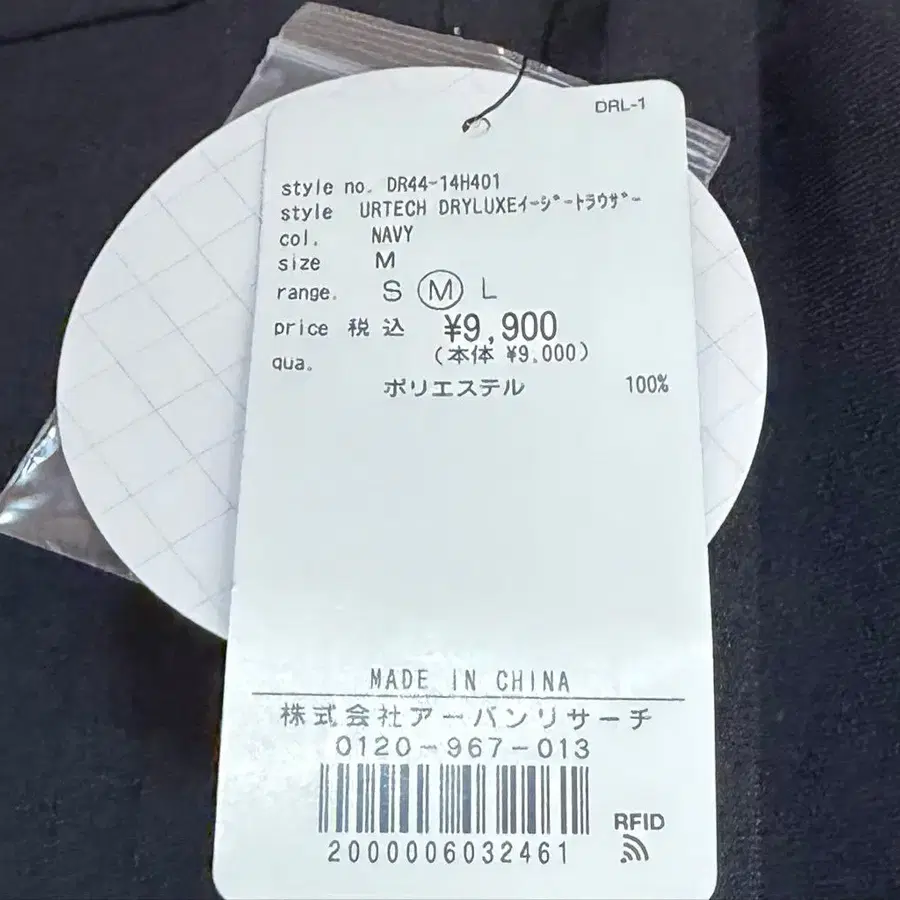 DRL-1
style no. DR44-14H401
style URTECH DRYLUXEイージートラウザー
col. NAVY
size M
range. S M L
price 税込 ¥9,900
(本体 ¥9,000)
qua.
ポリエステル 100%
MADE IN CHINA
株式会社アーバンリサーチ
0120-967-013
RFID
2000006032461